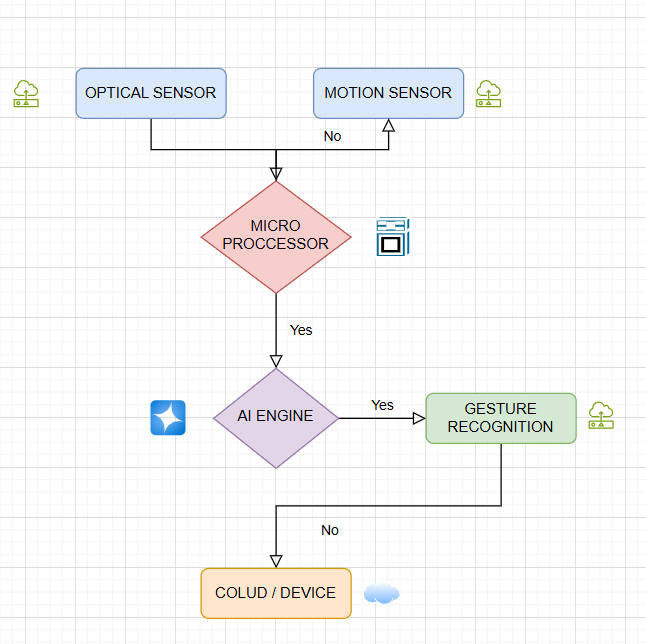 OPTICAL SENSOR
MOTION SENSOR
No
MICRO
PROCCESSOR
Yes
AI ENGINE
Yes
GESTURE
RECOGNITION
No
COLUD / DEVICE